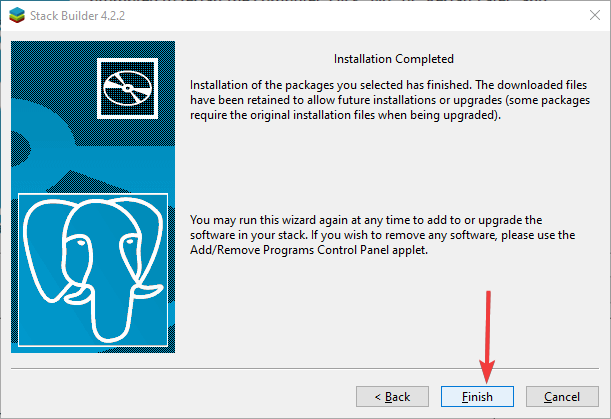 Stack Builder 4.2.2
Installation Completed
Installation of the packages you selected has finished. The downloaded files
have been retained to allow future installations or upgrades (some packages
require the original installation files when being upgraded).
You may run this wizard again at any time to add to or upgrade the
software in your stack. If you wish to remove any software, please use the
Add/Remove Programs Control Panel applet.
< Back
Finish
Cancel